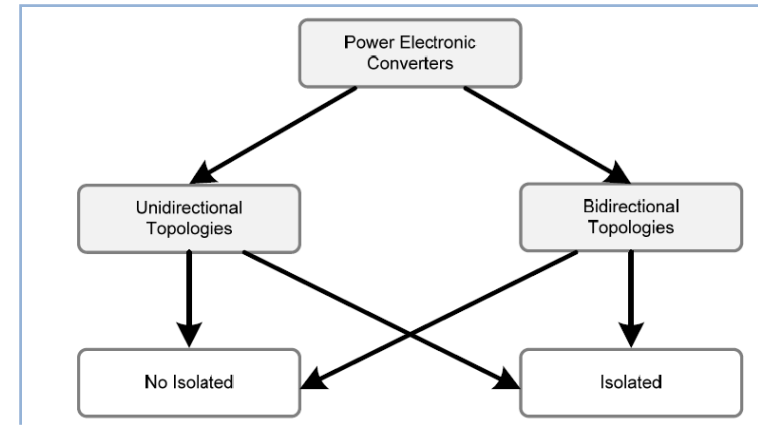 Power Electronic
Converters
Unidirectional
Topologies
Bidirectional
Topologies
No Isolated
Isolated